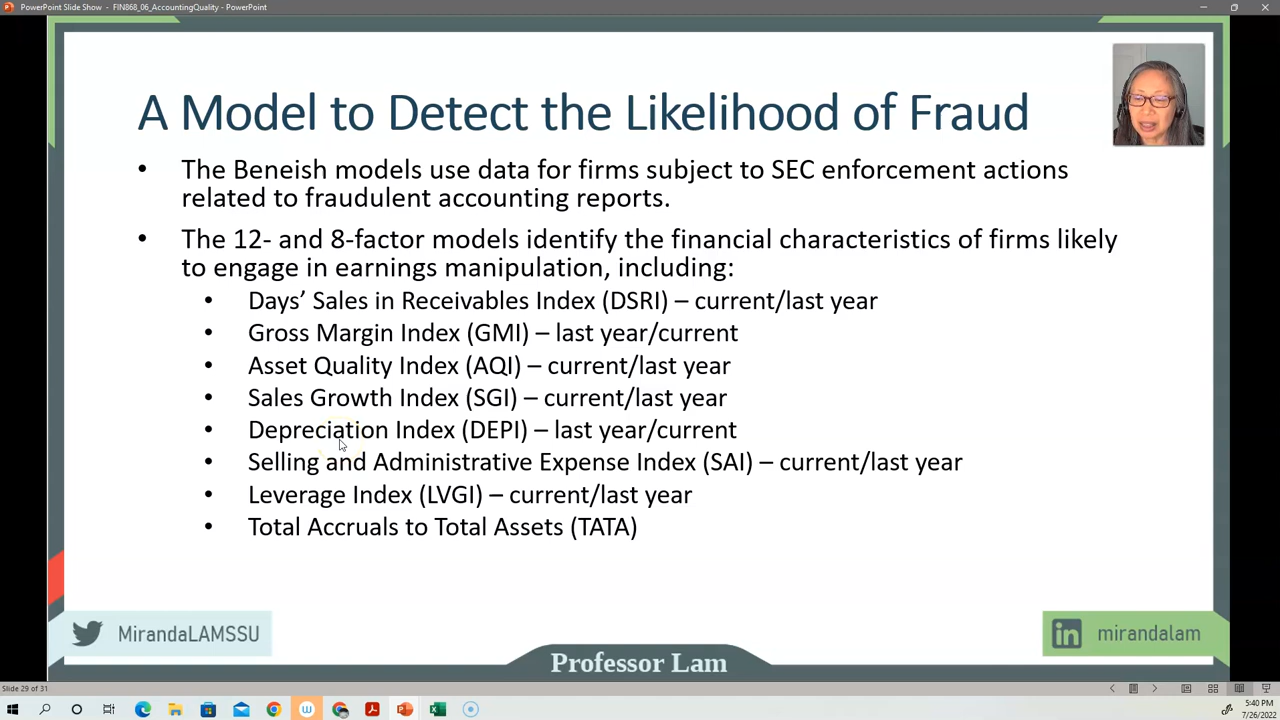 PowerPoint Slide Show - FIN868_06_AccountingQuality - PowerPoint
A Model to Detect the Likelihood of Fraud
• The Beneish models use data for firms subject to SEC enforcement actions
related to fraudulent accounting reports.
• The 12- and 8-factor models identify the financial characteristics of firms likely
to engage in earnings manipulation, including:
• Days’ Sales in Receivables Index (DSRI) – current/last year
• Gross Margin Index (GMI) – last year/current
• Asset Quality Index (AQI) – current/last year
• Sales Growth Index (SGI) – current/last year
• Depreciation Index (DEPI) – last year/current
• Selling and Administrative Expense Index (SAI) – current/last year
• Leverage Index (LVGI) – current/last year
• Total Accruals to Total Assets (TATA)
MirandaLAMSSU
in mirandalam
Professor Lam
Slide 29 of 31
5:40 PM
7/26/2022